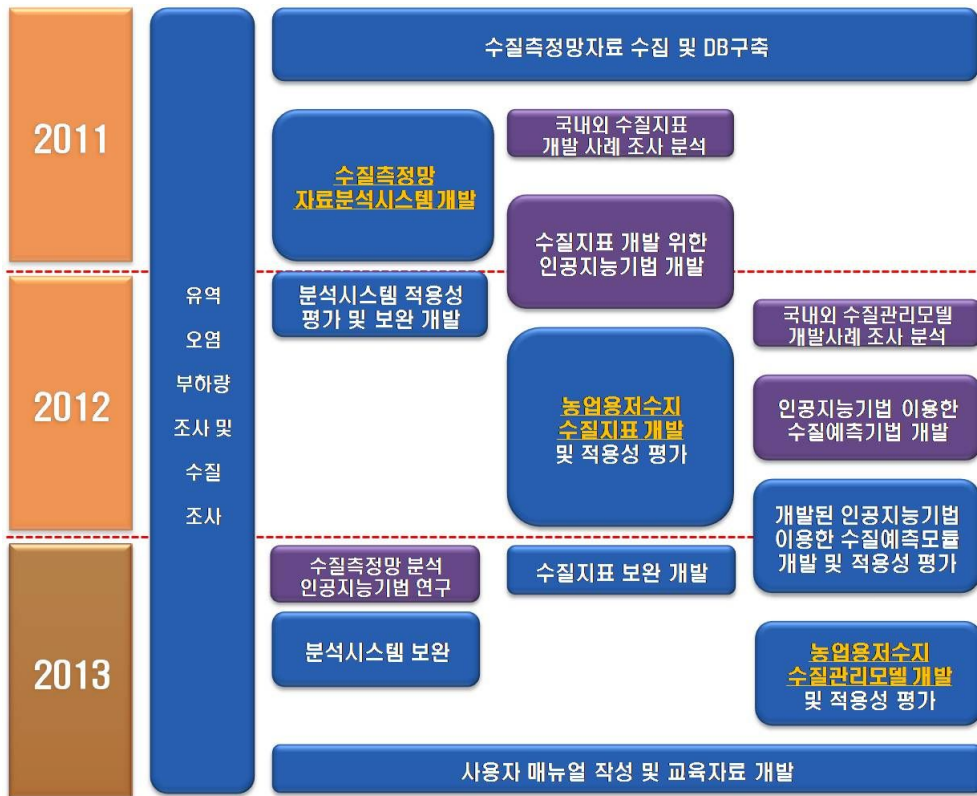 2011
2012
2013
유역
오염
부하량
조사 및
수질
조사
수질측정망자료 수집 및 DB구축
수질측정망
자료분석시스템 개발
국내외 수질지표
개발 사례 조사 분석
수질지표 개발 위한
인공지능기법 개발
분석시스템 적용성
평가 및 보완 개발
국내외 수질관리모델
개발사례 조사 분석
농업용저수지
수질지표 개발
및 적용성 평가
인공지능기법 이용한
수질예측기법 개발
개발된 인공지능기법
이용한 수질예측모듈
개발 및 적용성 평가
수질측정망 분석
인공지능기법 연구
수질지표 보완 개발
분석시스템 보완
농업용저수지
수질관리모델 개발
및 적용성 평가
사용자 매뉴얼 작성 및 교육자료 개발